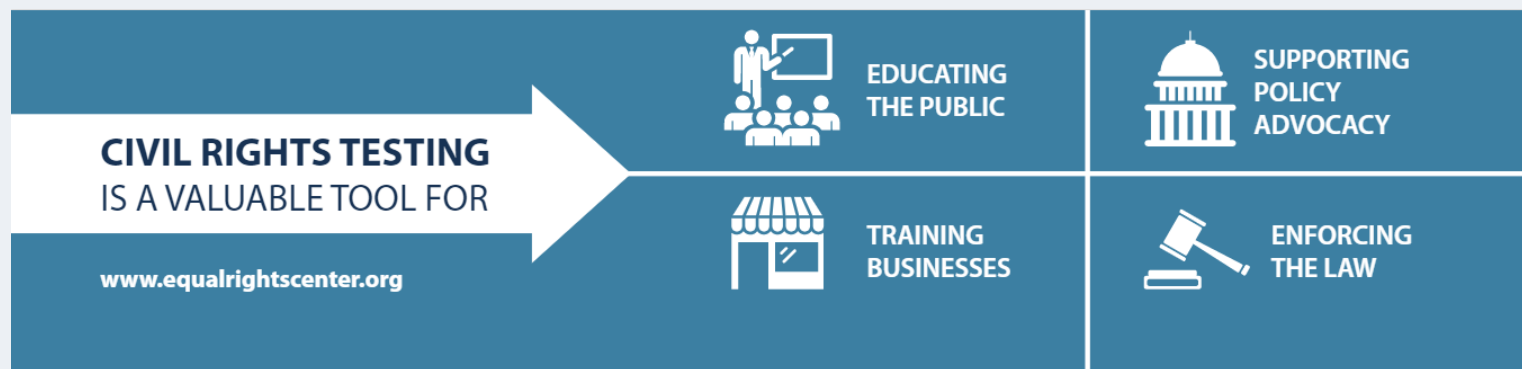 CIVIL RIGHTS TESTING
IS A VALUABLE TOOL FOR
www.equalrightscenter.org
EDUCATING
THE PUBLIC
SUPPORTING
POLICY
ADVOCACY
TRAINING
BUSINESSES
ENFORCING
THE LAW